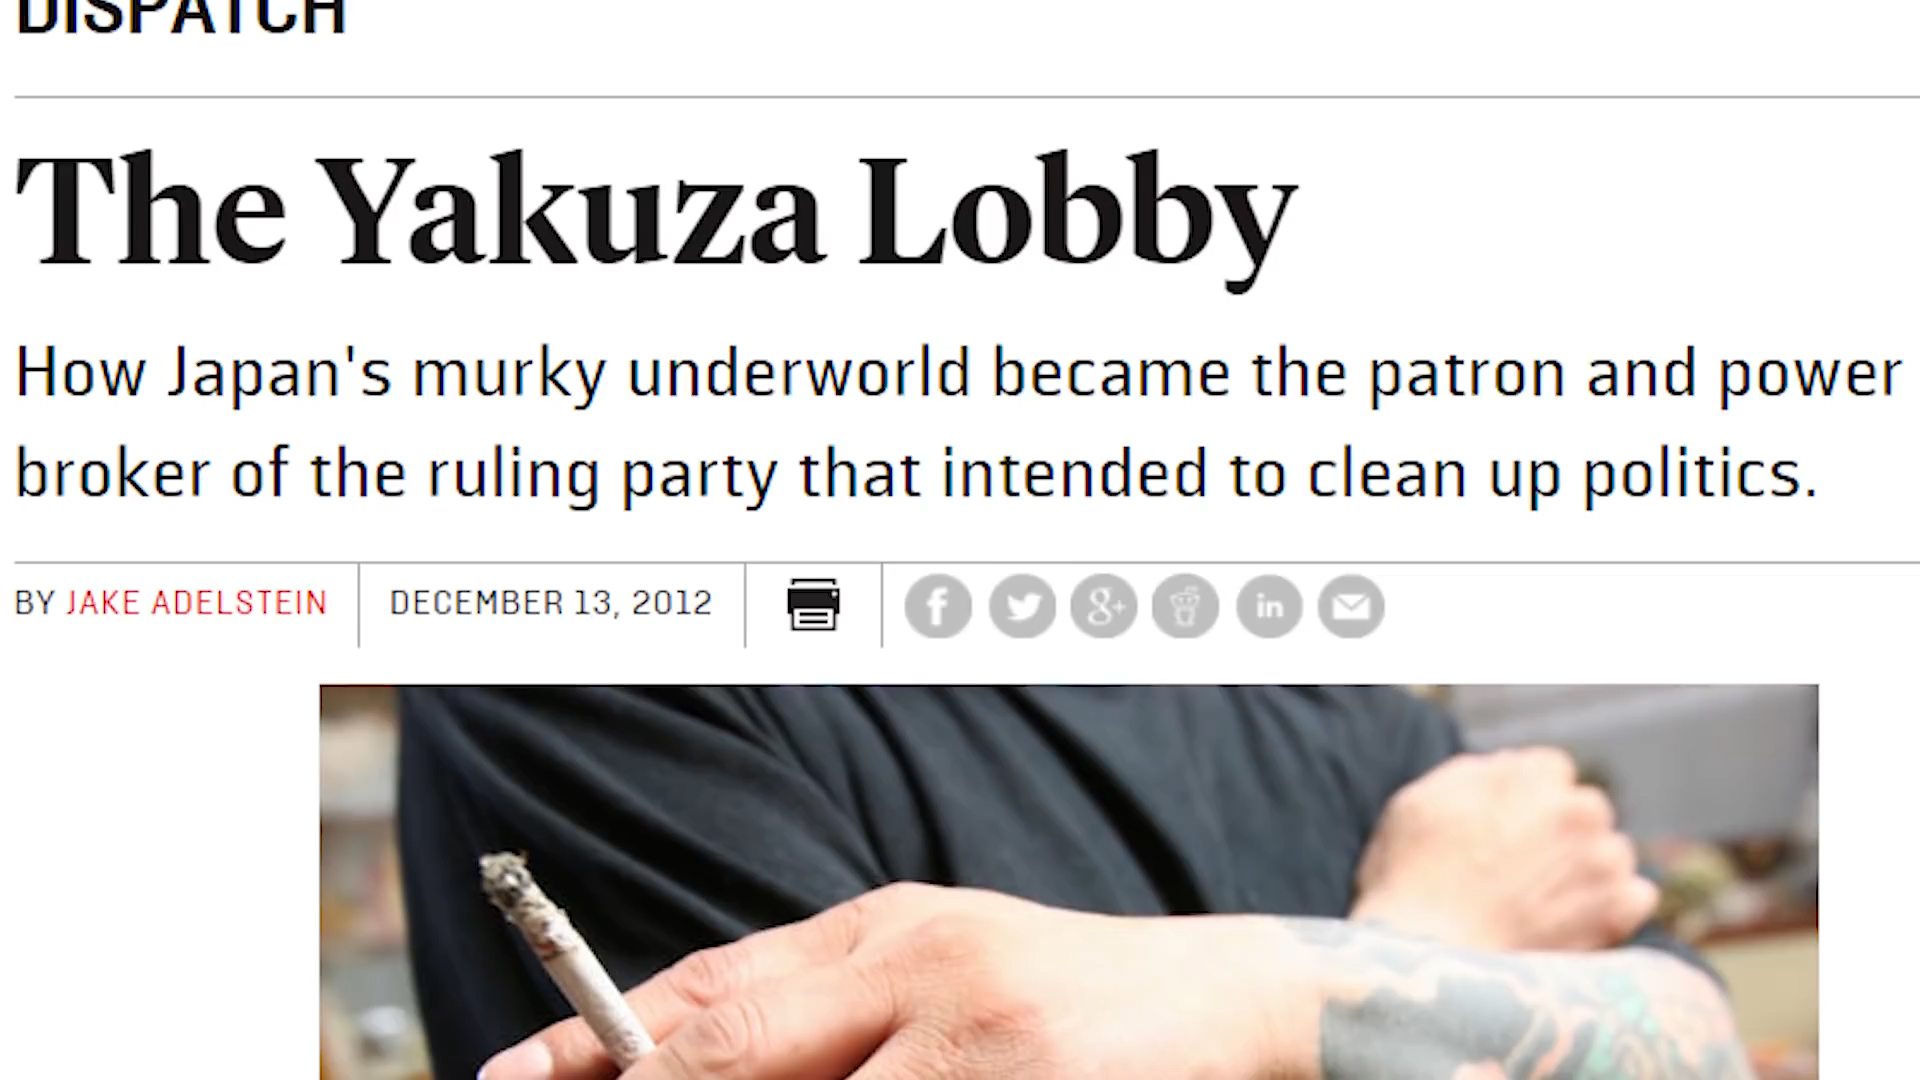 DISPATCH
The Yakuza Lobby
How Japan's murky underworld became the patron and power
broker of the ruling party that intended to clean up politics.
BY JAKE ADELSTEIN DECEMBER 13, 2012 f g+ in